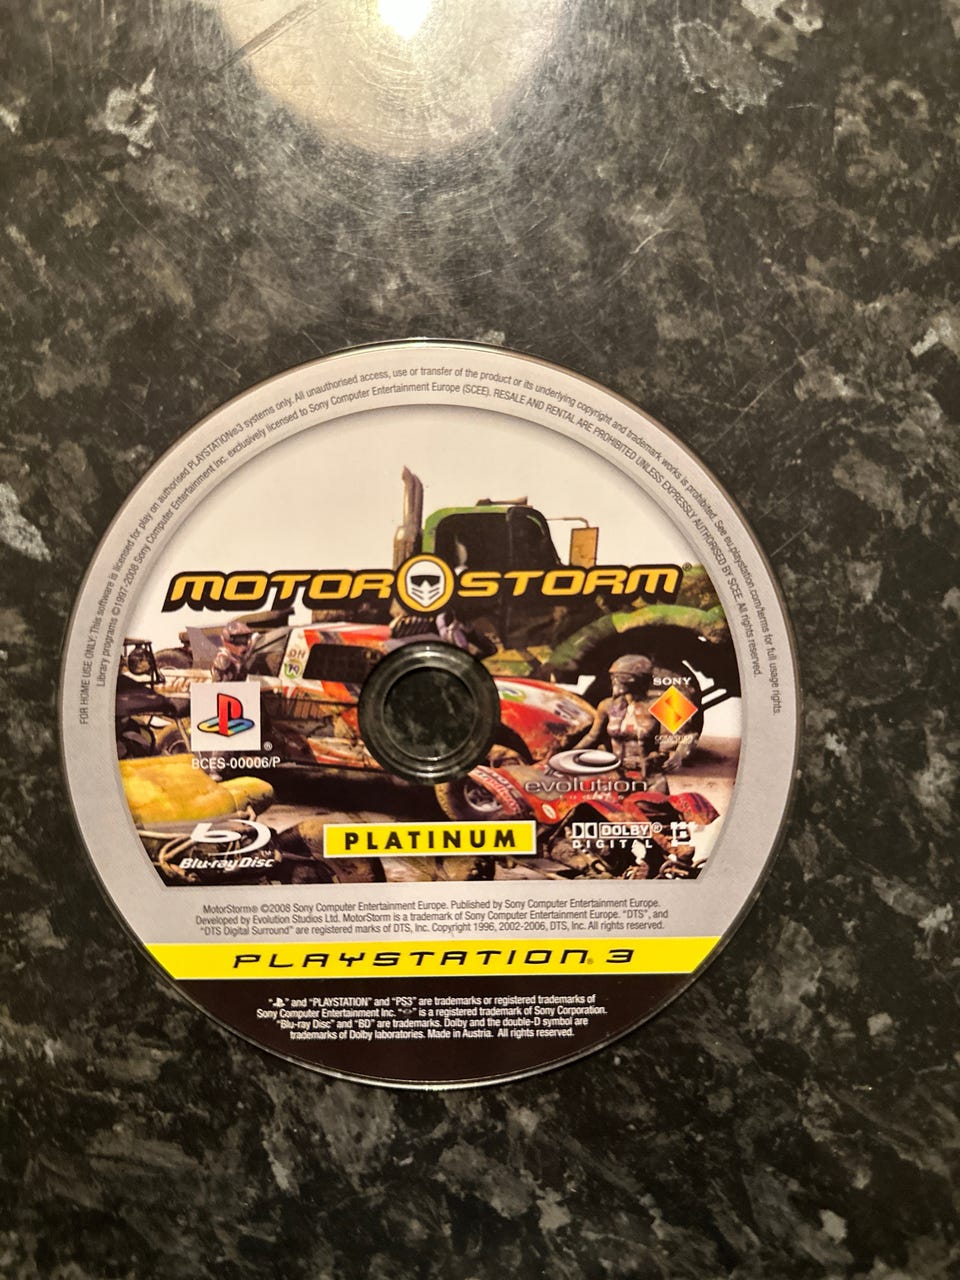 FOR HOME USE ONLY: This software is licensed for play on authorised PLAYSTATION®3 systems only. All unauthorised access, use or transfer of the product or its underlying copyright and trademark works is prohibited. See eu.playstation.com/terms for full usage rights.
Library programs ©1997-2008 Sony Computer Entertainment Inc. exclusively licensed to Sony Computer Entertainment Europe (SCEE). RESALE AND RENTAL ARE PROHIBITED UNLESS EXPRESSLY AUTHORISED BY SCEE. All rights reserved.
MOTORSTORM®
SONY
COMPUTER
®
BCES-00006/P
evolution
STUDIOS
Blu-ray Disc™
PLATINUM
DOLBY®
DIGITAL
MotorStorm® ©2008 Sony Computer Entertainment Europe. Published by Sony Computer Entertainment Europe.
Developed by Evolution Studios Ltd. MotorStorm is a trademark of Sony Computer Entertainment Europe. "DTS", and
"DTS Digital Surround" are registered marks of DTS, Inc. Copyright 1996, 2002-2006, DTS, Inc. All rights reserved.
PLAYSTATION®3
" " and "PLAYSTATION" and "PS3" are trademarks or registered trademarks of
Sony Computer Entertainment Inc. " " is a registered trademark of Sony Corporation.
"Blu-ray Disc" and "BD" are trademarks. Dolby and the double-D symbol are
trademarks of Dolby laboratories. Made in Austria. All rights reserved.